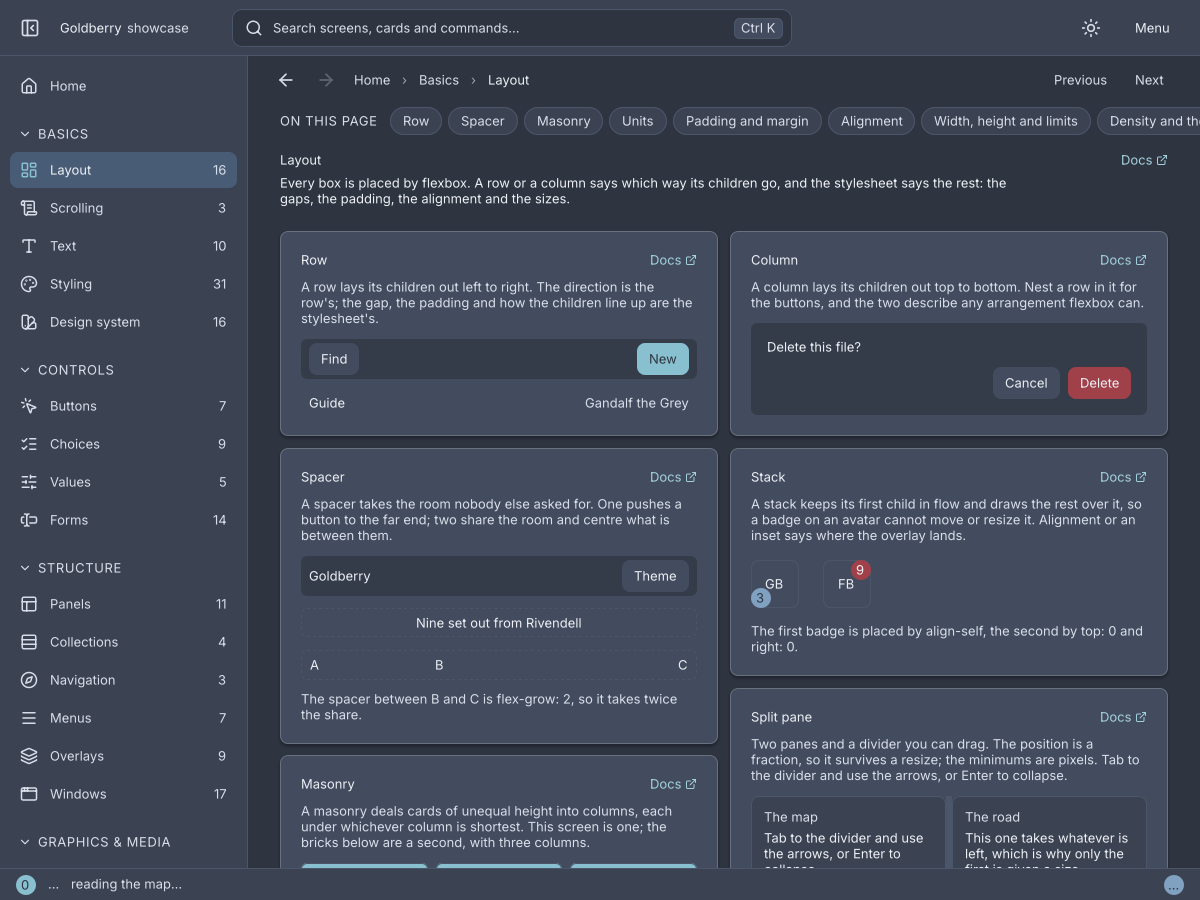 Goldberry showcase
Search screens, cards and commands...
Ctrl K
Menu
Home
BASICS
Layout 16
Scrolling 3
Text 10
Styling 31
Design system 16
CONTROLS
Buttons 7
Choices 9
Values 5
Forms 14
STRUCTURE
Panels 11
Collections 4
Navigation 3
Menus 7
Overlays 9
Windows 17
GRAPHICS & MEDIA
Home › Basics › Layout
Previous
Next
ON THIS PAGE
Row
Spacer
Masonry
Units
Padding and margin
Alignment
Width, height and limits
Density and
Layout
Docs
Every box is placed by flexbox. A row or a column says which way its children go, and the stylesheet says the rest: the
gaps, the padding, the alignment and the sizes.
Row
Docs
A row lays its children out left to right. The direction is the
row's; the gap, the padding and how the children line up are the
stylesheet's.
Find
New
Guide
Gandalf the Grey
Column
Docs
A column lays its children out top to bottom. Nest a row in it for
the buttons, and the two describe any arrangement flexbox can.
Delete this file?
Cancel
Delete
Spacer
Docs
A spacer takes the room nobody else asked for. One pushes a
button to the far end; two share the room and centre what is
between them.
Goldberry
Theme
Nine set out from Rivendell
A B C
The spacer between B and C is flex-grow: 2, so it takes twice
the share.
Stack
Docs
A stack keeps its first child in flow and draws the rest over it, so
a badge on an avatar cannot move or resize it. Alignment or an
inset says where the overlay lands.
GB
3
FB
9
The first badge is placed by align-self, the second by top: 0 and
right: 0.
Masonry
Docs
A masonry deals cards of unequal height into columns, each
under whichever column is shortest. This screen is one; the
bricks below are a second, with three columns.
Split pane
Docs
Two panes and a divider you can drag. The position is a
fraction, so it survives a resize; the minimums are pixels. Tab to
the divider and use the arrows, or Enter to collapse.
The map
Tab to the divider and use
the arrows, or Enter to
collapse.
The road
This one takes whatever is
left, which is why only the
first is given a size.
0 ... reading the map...
...